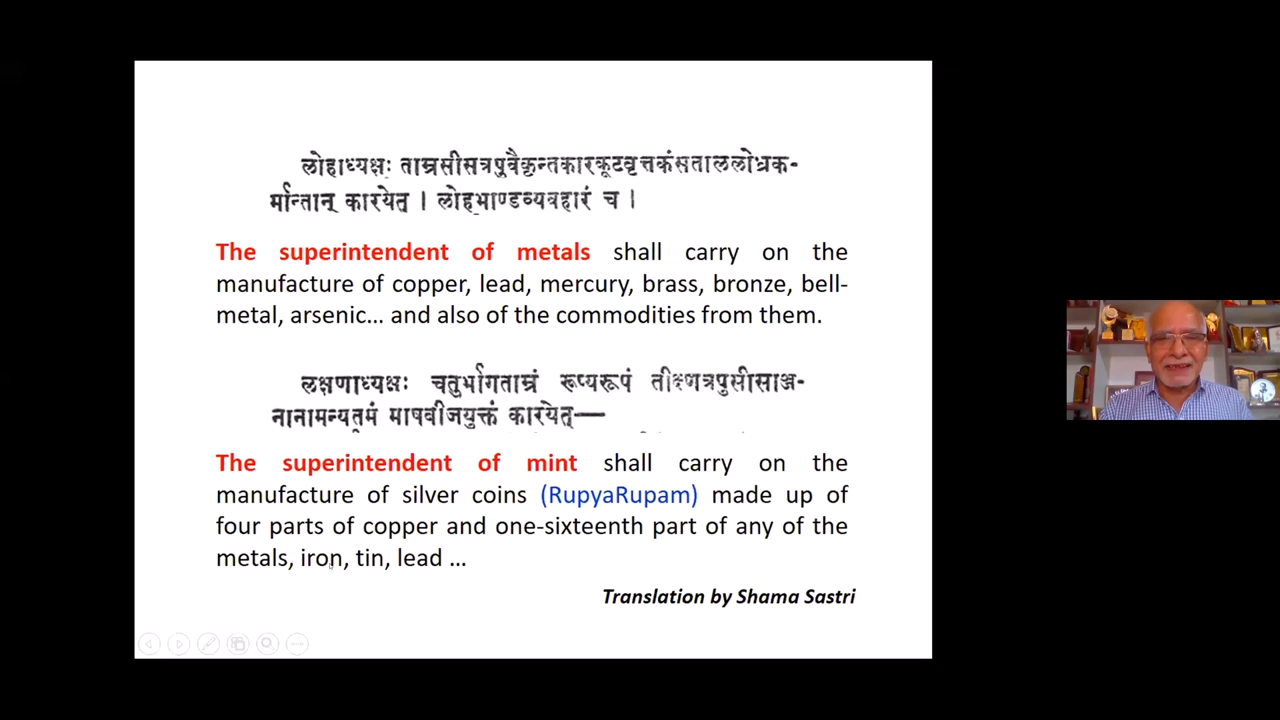 लोहाध्यक्षः ताम्रसीसत्रपुवैकृन्तकारकूटवृत्तकंसताललोध्रक-
र्मान्तान् कारयेत् । लोहभाण्डव्यवहारं च ।
The superintendent of metals shall carry on the
manufacture of copper, lead, mercury, brass, bronze, bell-
metal, arsenic... and also of the commodities from them.
लक्षणाध्यक्षः चतुर्भागताम्रं रूप्यरूपं तीक्ष्णत्रपुसीसाञ्ज-
नानामन्यतमं माषबीजयुक्तं कारयेत्—
The superintendent of mint shall carry on the
manufacture of silver coins (RupyaRupam) made up of
four parts of copper and one-sixteenth part of any of the
metals, iron, tin, lead ...
Translation by Shama Sastri